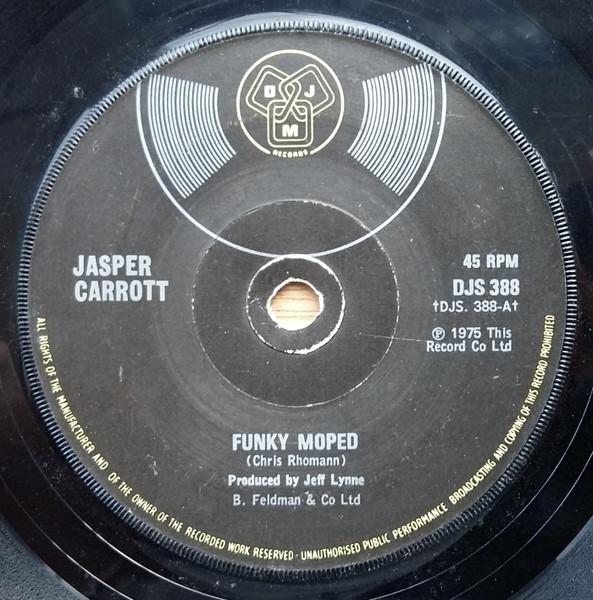 D J
M
RECORDS
JASPER
CARROTT
45 RPM
DJS 388
†DJS. 388-A†
℗ 1975 This
Record Co Ltd
FUNKY MOPED
(Chris Rhomann)
Produced by Jeff Lynne
B. Feldman & Co Ltd
ALL RIGHTS OF THE MANUFACTURER AND OF THE OWNER OF THE RECORDED WORK RESERVED · UNAUTHORISED PUBLIC PERFORMANCE BROADCASTING AND COPYING OF THIS RECORD PROHIBITED